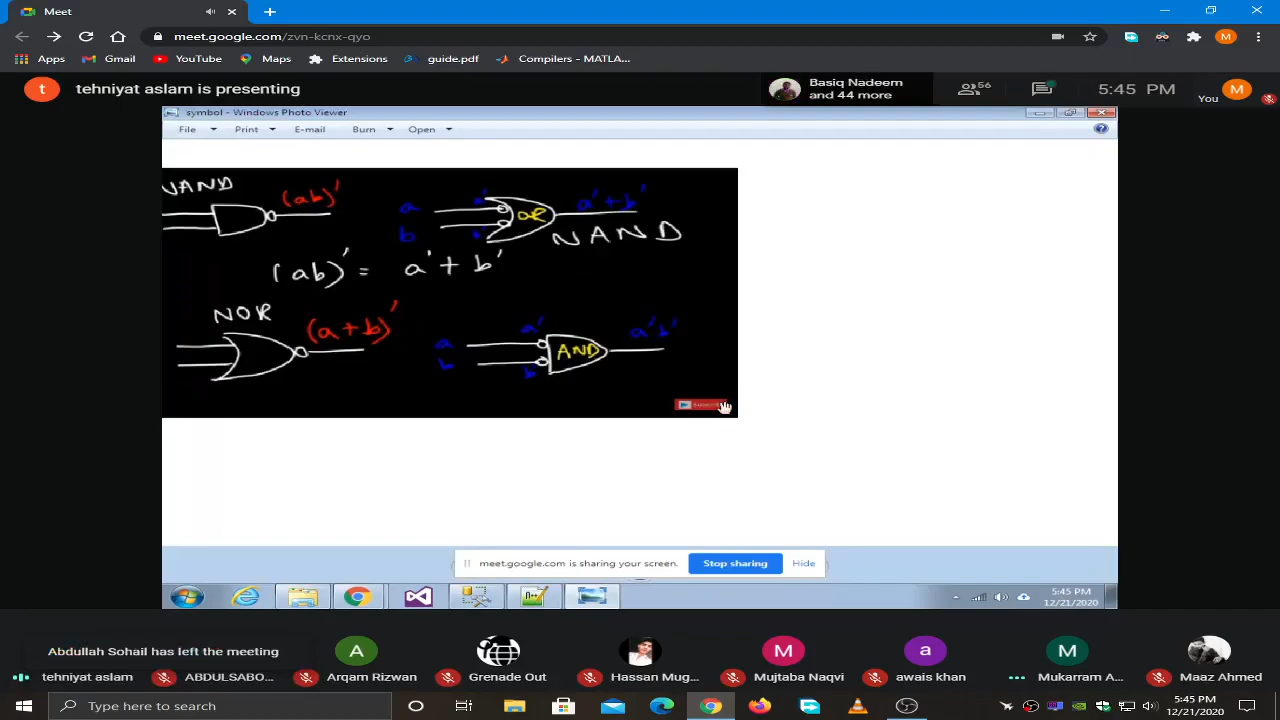 Meet
meet.google.com/zvn-kcnx-qyo
M
Apps
Gmail
YouTube
Maps
Extensions
guide.pdf
Compilers - MATLA...
t
tehniyat aslam is presenting
Basiq Nadeem
and 44 more
56
5:45 PM
You
M
symbol - Windows Photo Viewer
File
Print
E-mail
Burn
Open
NAND
(ab)'
a
b
a'
OR
a'+b'
NAND
(ab)' = a' + b'
NOR
(a+b)'
a
b
a'
b
AND
a'b'
meet.google.com is sharing your screen.
Stop sharing
Hide
5:45 PM
12/21/2020
Abdullah Sohail has left the meeting
A
M
a
M
tehniyat aslam
ABDULSABO...
Arqam Rizwan
Grenade Out
Hassan Mug...
Mujtaba Naqvi
awais khan
Mukarram A...
Maaz Ahmed
Type here to search
5:45 PM
12/21/2020